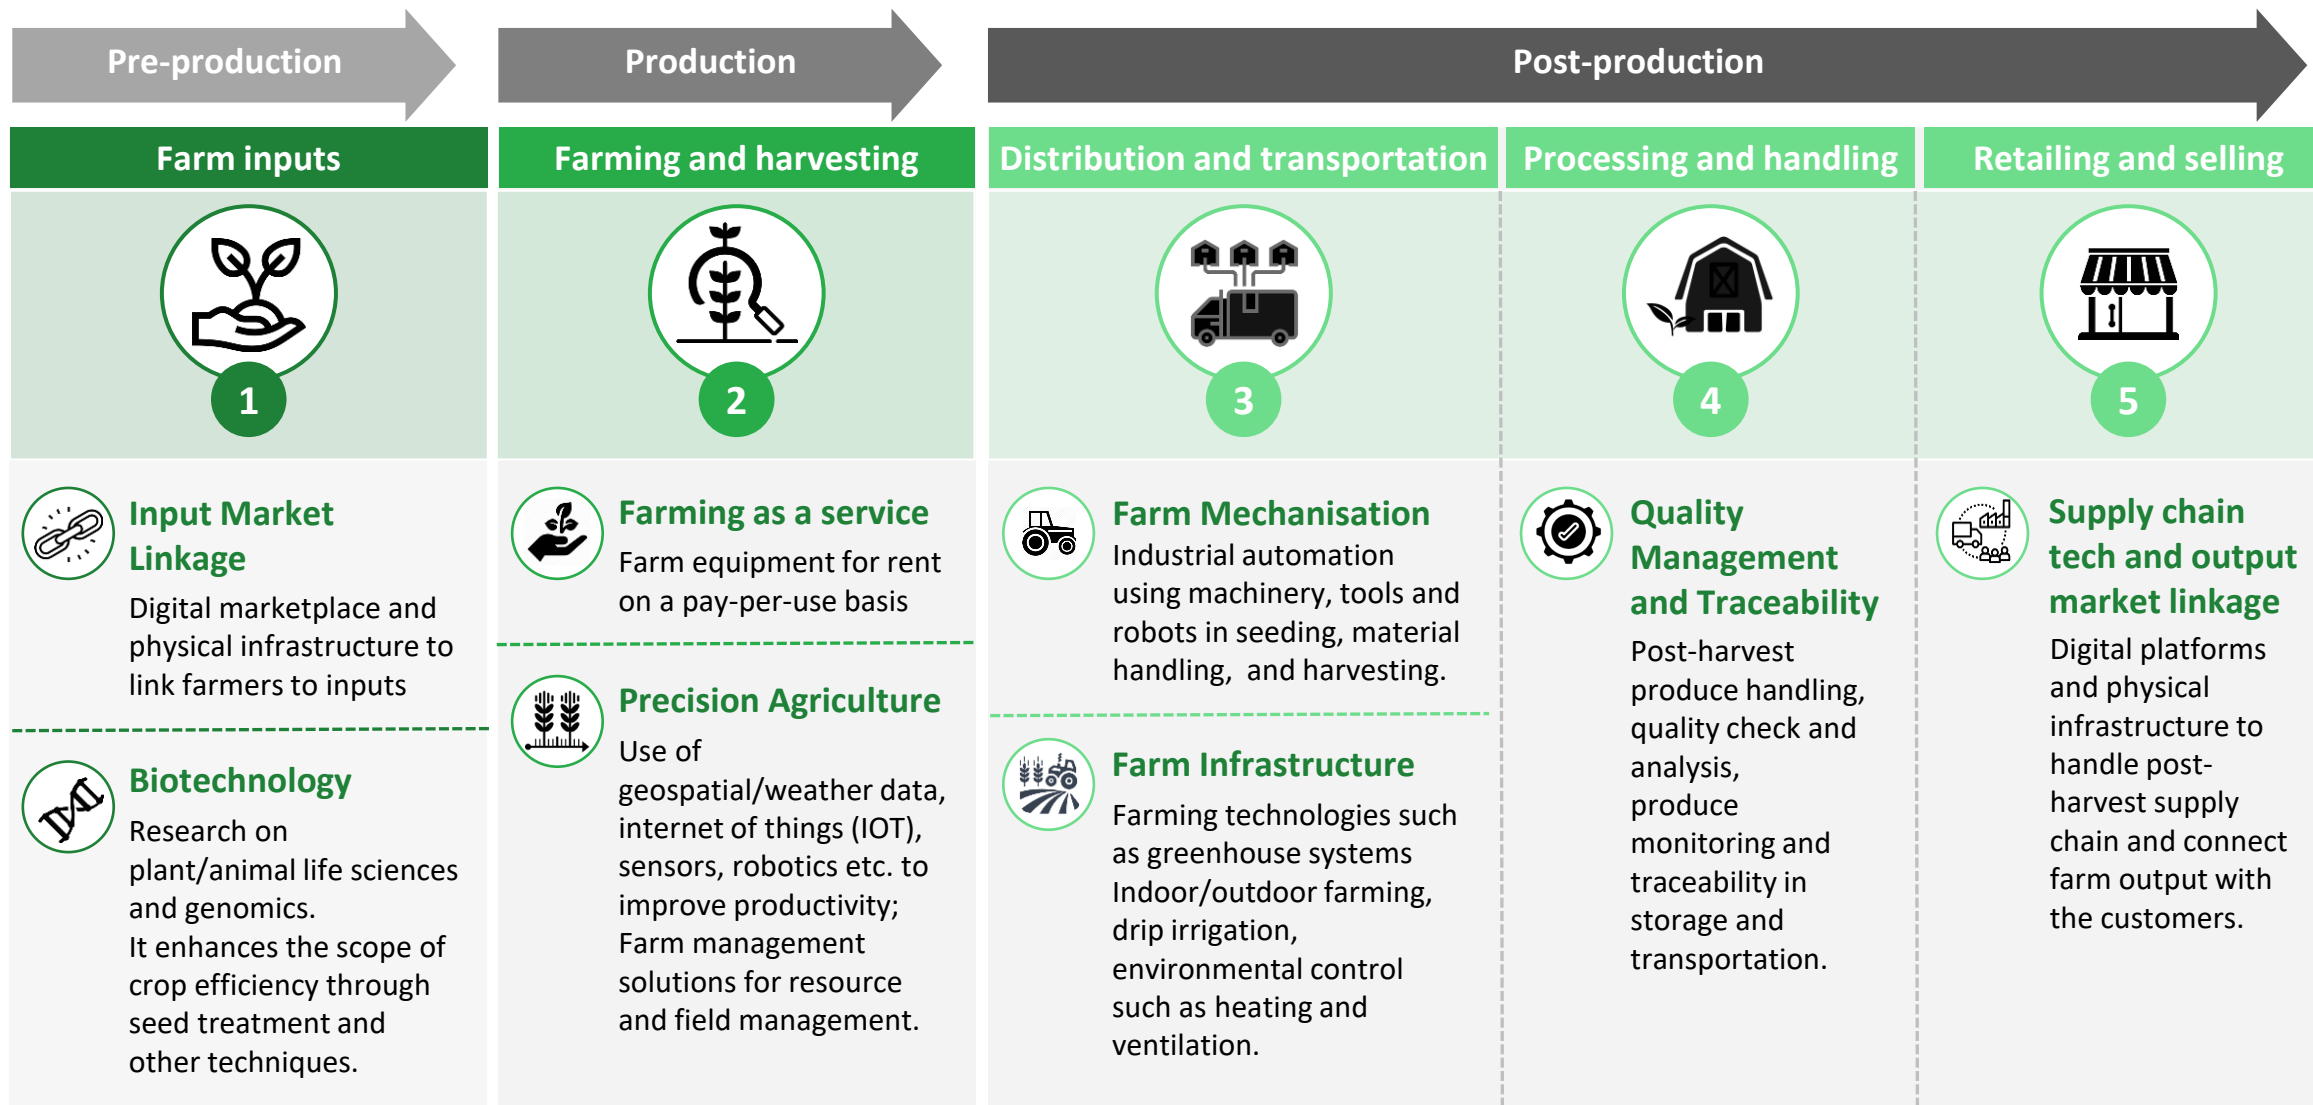 Pre-production
Production
Post-production
Farm inputs
Farming and harvesting
Distribution and transportation
Processing and handling
Retailing and selling
1
2
3
4
5
Input Market
Linkage
Digital marketplace and
physical infrastructure to
link farmers to inputs
Biotechnology
Research on
plant/animal life sciences
and genomics.
It enhances the scope of
crop efficiency through
seed treatment and
other techniques.
Farming as a service
Farm equipment for rent
on a pay-per-use basis
Precision Agriculture
Use of
geospatial/weather data,
internet of things (IOT),
sensors, robotics etc. to
improve productivity;
Farm management
solutions for resource
and field management.
Farm Mechanisation
Industrial automation
using machinery, tools and
robots in seeding, material
handling,  and harvesting.
Farm Infrastructure
Farming technologies such
as greenhouse systems
Indoor/outdoor farming,
drip irrigation,
environmental control
such as heating and
ventilation.
Quality
Management
and Traceability
Post-harvest
produce handling,
quality check and
analysis,
produce
monitoring and
traceability in
storage and
transportation.
Supply chain
tech and output
market linkage
Digital platforms
and physical
infrastructure to
handle post-
harvest supply
chain and connect
farm output with
the customers.